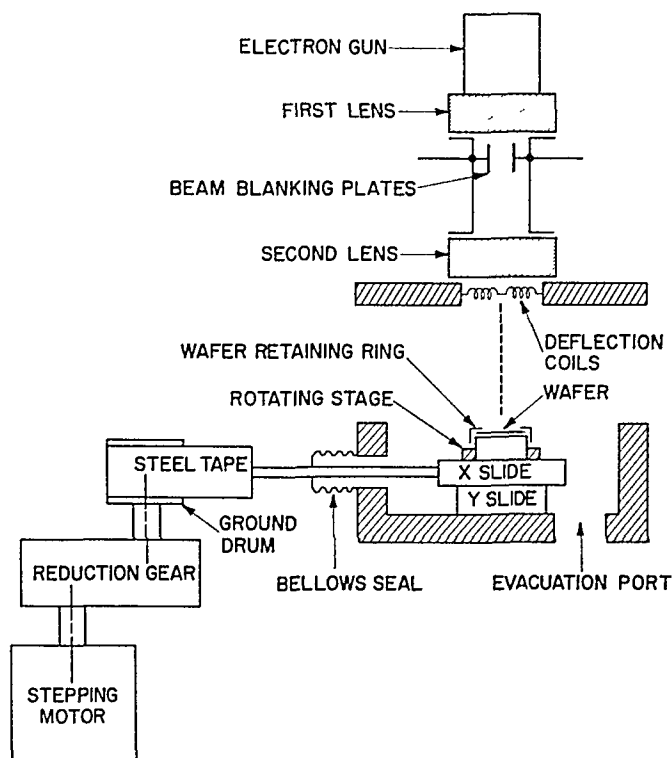 ELECTRON GUN
FIRST LENS
BEAM BLANKING PLATES
SECOND LENS
DEFLECTION
COILS
WAFER RETAINING RING
WAFER
ROTATING STAGE
STEEL TAPE
X SLIDE
Y SLIDE
GROUND
DRUM
REDUCTION GEAR
BELLOWS SEAL
EVACUATION PORT
STEPPING
MOTOR